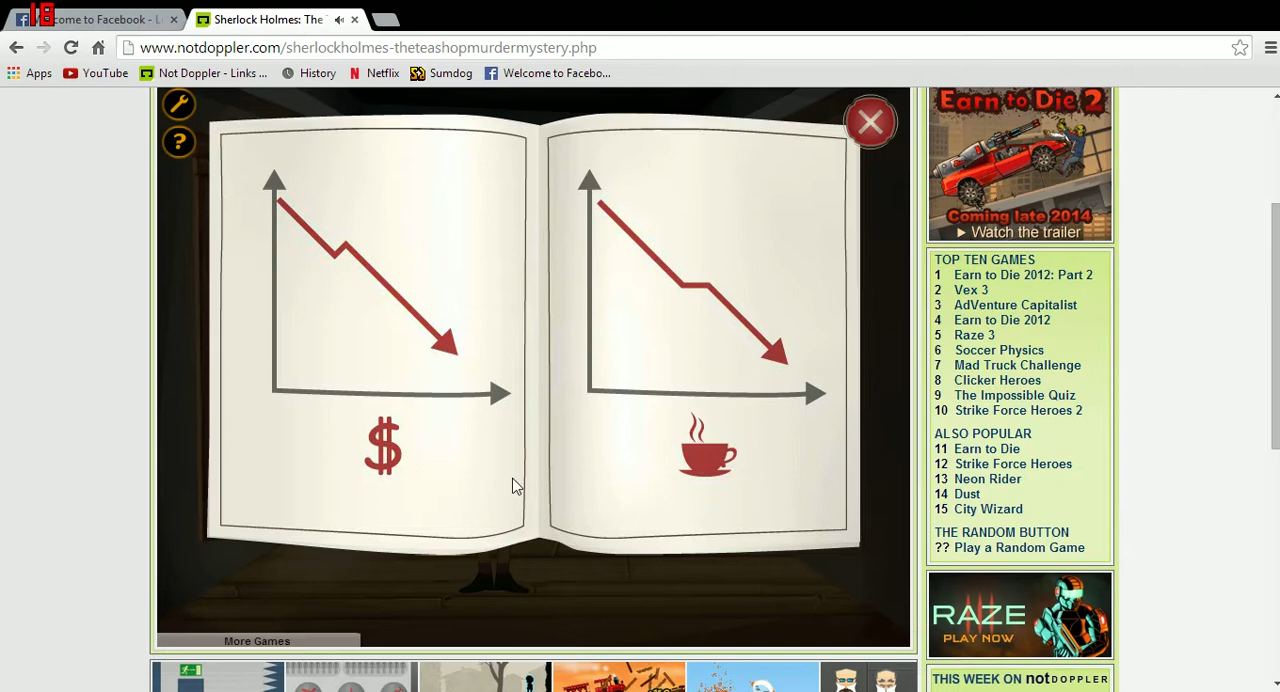 18
Welcome to Facebook - L
Sherlock Holmes: The
www.notdoppler.com/sherlockholmes-theteashopmurdermystery.php
Apps YouTube Not Doppler - Links ... History Netflix Sumdog Welcome to Facebo...
?
$
More Games
Earn to Die 2
Coming late 2014
► Watch the trailer
TOP TEN GAMES
1 Earn to Die 2012: Part 2
2 Vex 3
3 AdVenture Capitalist
4 Earn to Die 2012
5 Raze 3
6 Soccer Physics
7 Mad Truck Challenge
8 Clicker Heroes
9 The Impossible Quiz
10 Strike Force Heroes 2
ALSO POPULAR
11 Earn to Die
12 Strike Force Heroes
13 Neon Rider
14 Dust
15 City Wizard
THE RANDOM BUTTON
?? Play a Random Game
RAZE
PLAY NOW
THIS WEEK ON notDOPPLER